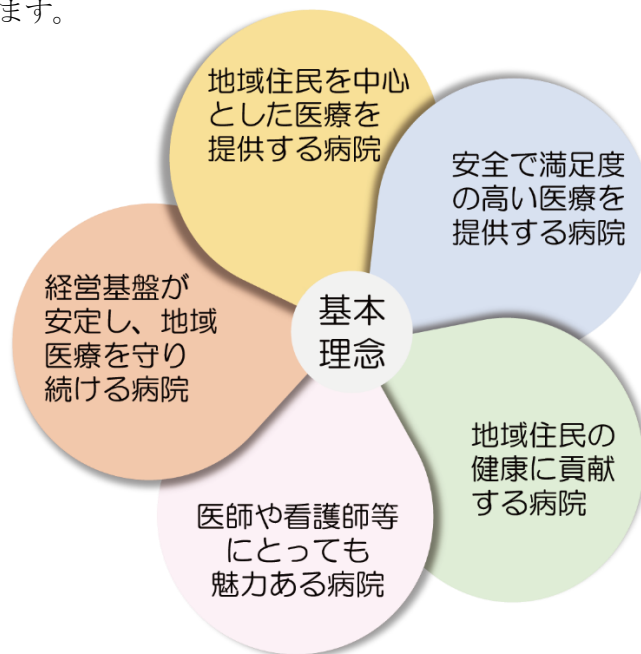 ます。
地域住民を中心
とした医療を
提供する病院
安全で満足度
の高い医療を
提供する病院
経営基盤が
安定し、地域
医療を守り
続ける病院
基本
理念
地域住民の
健康に貢献
する病院
医師や看護師等
にとっても
魅力ある病院